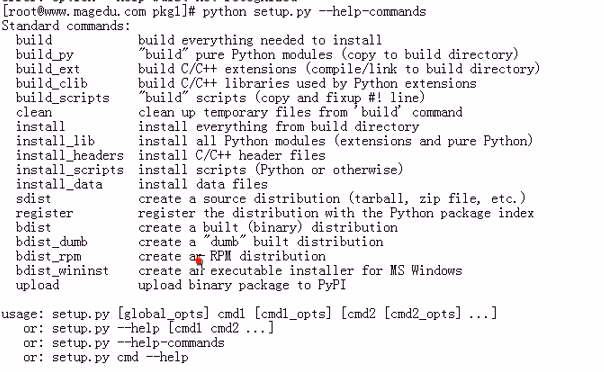 [root@www.magedu.com pkg1]# python setup.py --help-commands
Standard commands:
  build            build everything needed to install
  build_py         "build" pure Python modules (copy to build directory)
  build_ext        build C/C++ extensions (compile/link to build directory)
  build_clib       build C/C++ libraries used by Python extensions
  build_scripts    "build" scripts (copy and fixup #! line)
  clean            clean up temporary files from 'build' command
  install          install everything from build directory
  install_lib      install all Python modules (extensions and pure Python)
  install_headers  install C/C++ header files
  install_scripts  install scripts (Python or otherwise)
  install_data     install data files
  sdist            create a source distribution (tarball, zip file, etc.)
  register         register the distribution with the Python package index
  bdist            create a built (binary) distribution
  bdist_dumb       create a "dumb" built distribution
  bdist_rpm        create an RPM distribution
  bdist_wininst    create an executable installer for MS Windows
  upload           upload binary package to PyPI

usage: setup.py [global_opts] cmd1 [cmd1_opts] [cmd2 [cmd2_opts] ...]
   or: setup.py --help [cmd1 cmd2 ...]
   or: setup.py --help-commands
   or: setup.py cmd --help